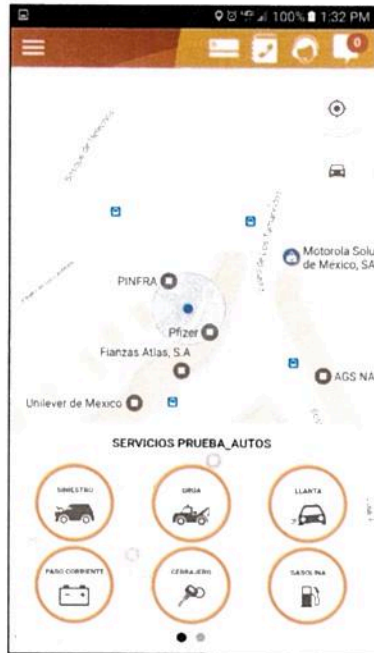 100% 1:32 PM
0
Motorola Solu
de Mexico, SA
PINFRA
Pfizer
Fianzas Atlas, S.A
AGS NA
Unilever de Mexico
SERVICIOS PRUEBA_AUTOS
SINIESTRO
GRUA
LLANTA
PASO CORRIENTE
CERRAJERO
GASOLINA